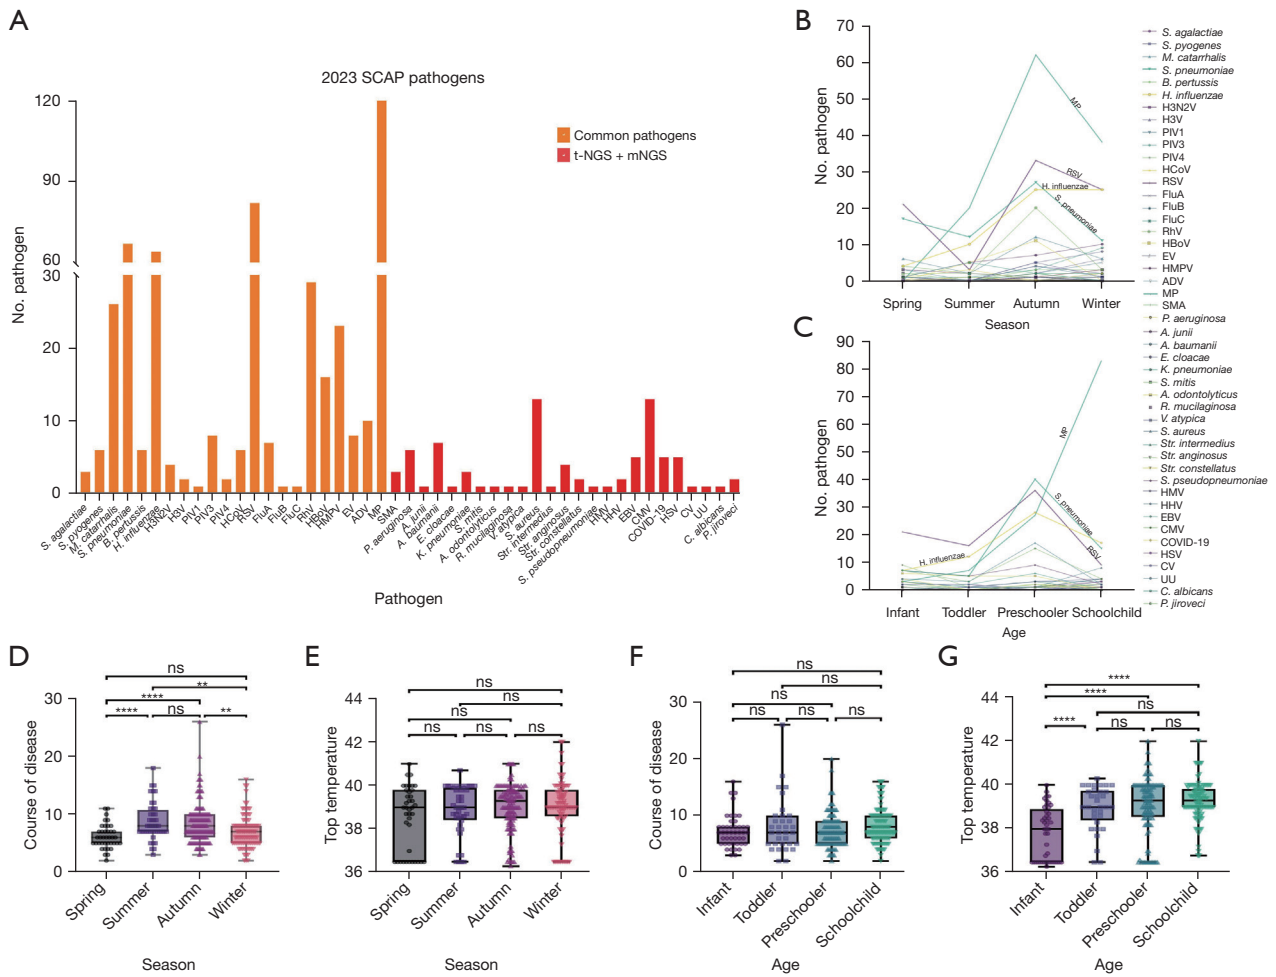 A
2023 SCAP pathogens
No. pathogen
120
90
60
30
20
10
0
Common pathogens
t-NGS + mNGS
S. agalactiae
S. pyogenes
M. catarrhalis
S. pneumoniae
B. pertussis
H. influenzae
H3N2V
H3V
PIV1
PIV3
PIV4
HCoV
RSV
FluA
FluB
FluC
RhV
HBoV
HMPV
EV
ADV
MP
SMA
P. aeruginosa
A. junii
A. baumanii
E. cloacae
K. pneumoniae
S. mitis
A. odontolyticus
R. mucilaginosa
V. atypica
S. aureus
Str. intermedius
Str. anginosus
Str. constellatus
S. pseudopneumoniae
HMV
HHV
EBV
CMV
COVID-19
HSV
CV
UU
C. albicans
P. jiroveci
Pathogen
B
No. pathogen
70
60
50
40
30
20
10
0
MP
RSV
H. influenzae
S. pneumoniae
Spring
Summer
Autumn
Winter
Season
C
No. pathogen
90
80
70
60
50
40
30
20
10
0
MP
S. pneumoniae
H. influenzae
RSV
Infant
Toddler
Preschooler
Schoolchild
Age
S. agalactiae
S. pyogenes
M. catarrhalis
S. pneumoniae
B. pertussis
H. influenzae
H3N2V
H3V
PIV1
PIV3
PIV4
HCoV
RSV
FluA
FluB
FluC
RhV
HBoV
EV
HMPV
ADV
MP
SMA
P. aeruginosa
A. junii
A. baumanii
E. cloacae
K. pneumoniae
S. mitis
A. odontolyticus
R. mucilaginosa
V. atypica
S. aureus
Str. intermedius
Str. anginosus
Str. constellatus
S. pseudopneumoniae
HMV
HHV
EBV
CMV
COVID-19
HSV
CV
UU
C. albicans
P. jiroveci
D
Course of disease
30
20
10
0
ns
**
****
**** ns **
Spring
Summer
Autumn
Winter
Season
E
Top temperature
44
42
40
38
36
ns
ns
ns
ns ns ns
Spring
Summer
Autumn
Winter
Season
F
Course of disease
30
20
10
0
ns
ns
ns
ns ns ns
Infant
Toddler
Preschooler
Schoolchild
Age
G
Top temperature
44
42
40
38
36
****
****
ns
**** ns ns
Infant
Toddler
Preschooler
Schoolchild
Age